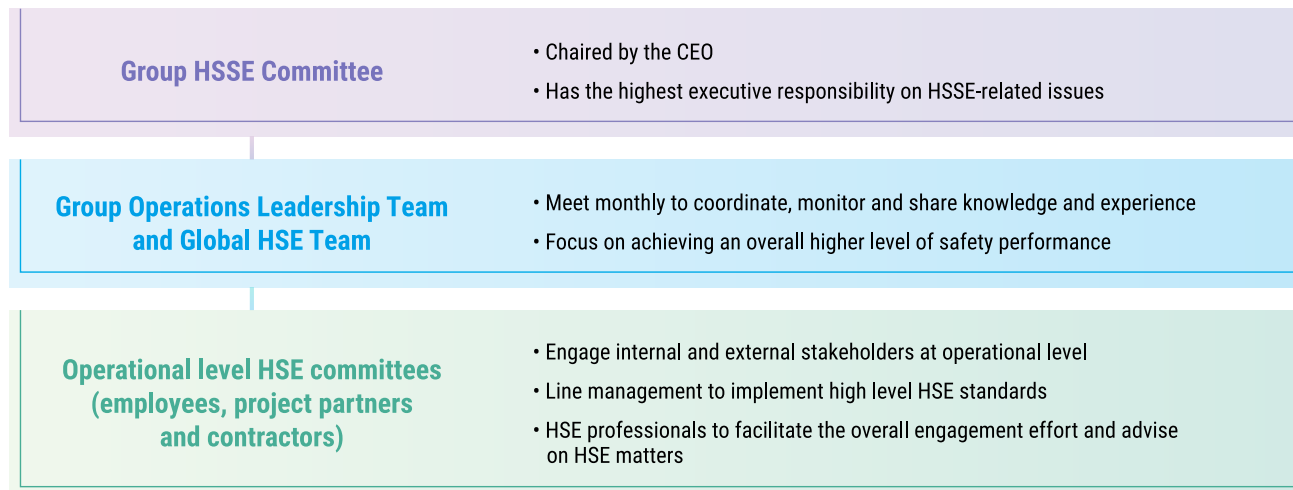 Group HSSE Committee
• Chaired by the CEO
• Has the highest executive responsibility on HSSE-related issues
Group Operations Leadership Team
and Global HSE Team
• Meet monthly to coordinate, monitor and share knowledge and experience
• Focus on achieving an overall higher level of safety performance
Operational level HSE committees
(employees, project partners
and contractors)
• Engage internal and external stakeholders at operational level
• Line management to implement high level HSE standards
• HSE professionals to facilitate the overall engagement effort and advise
on HSE matters